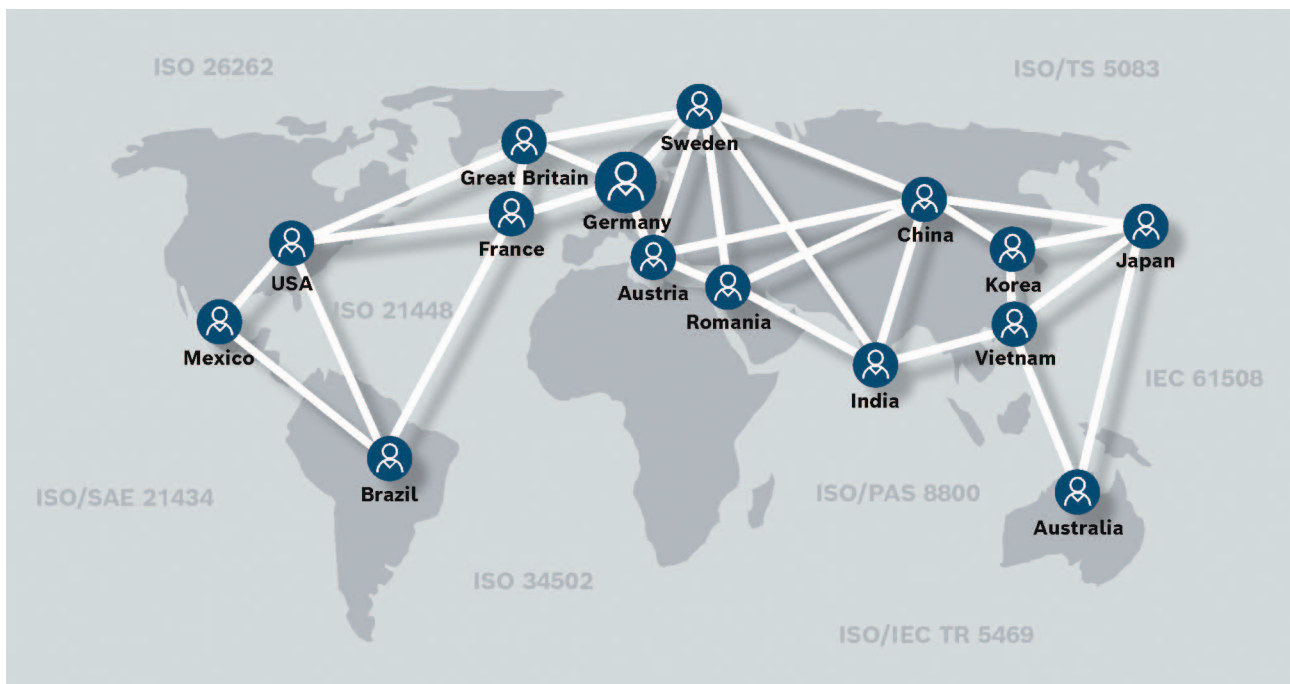 ISO 26262
ISO/TS 5083
Sweden
Great Britain
Germany
France
China
USA
Austria
Korea
Japan
Romania
ISO 21448
Mexico
Vietnam
IEC 61508
India
Brazil
ISO/SAE 21434
ISO/PAS 8800
Australia
ISO 34502
ISO/IEC TR 5469